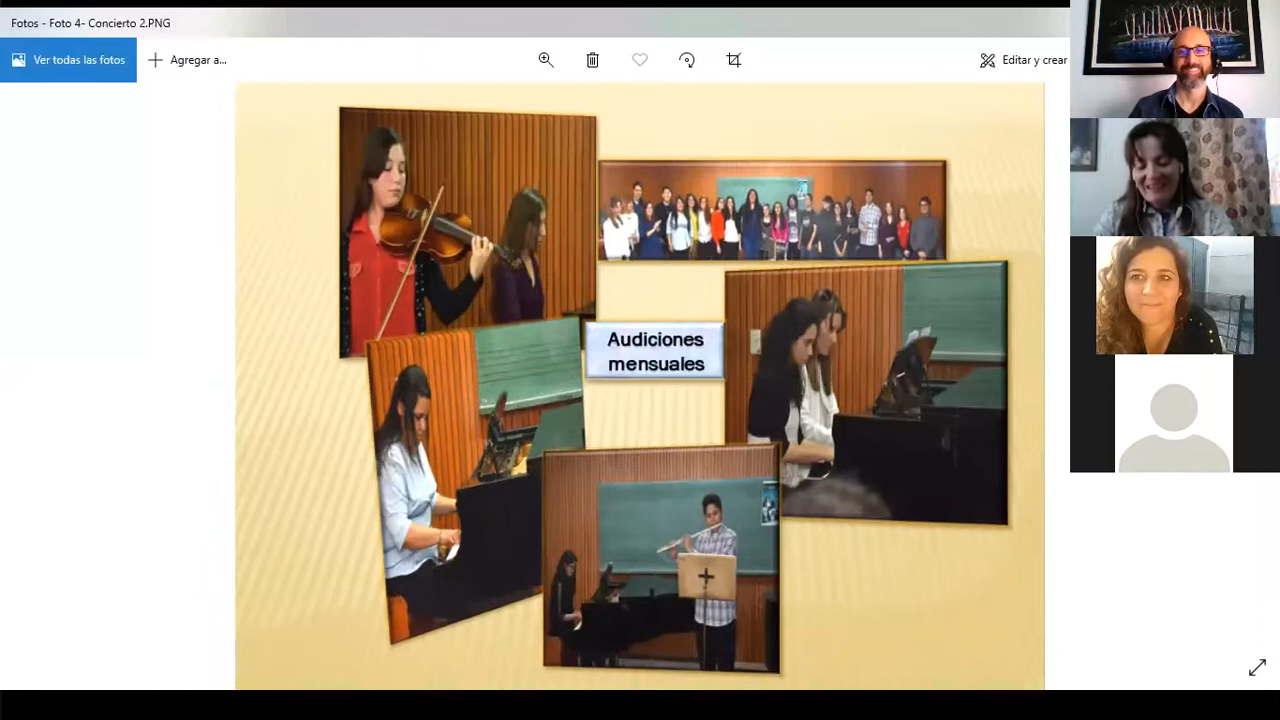 Fotos - Foto 4- Concierto 2.PNG
Ver todas las fotos
Agregar a...
Editar y crear
Audiciones
mensuales